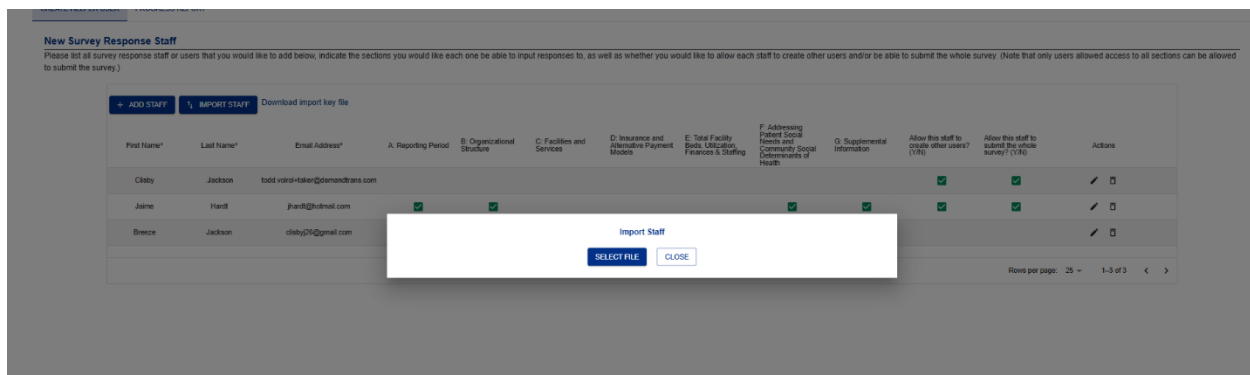 New Survey Response Staff
Please list all survey response staff or users that you would like to add below, indicate the sections you would like each one be able to input responses to, as well as whether you would like to allow each staff to create other users and/or be able to submit the whole survey. (Note that only users allowed access to all sections can be allowed
to submit the survey.)
+ ADD STAFF IMPORT STAFF Download import key file
First Name* Last Name* Email Address* A: Reporting Period B: Organizational Structure C: Facilities and Services D: Insurance and Alternative Payment Models E: Total Facility Beds, Utilization, Finances & Staffing F: Addressing Patient Social Needs and Community Social Determinants of Health G: Supplemental Information Allow this staff to create other users? (Y/N) Allow this staff to submit the whole survey? (Y/N) Actions
Clisby Jackson
Jaime Hardt jhardt@hotmail.com
Breeze Jackson clisbyj26@gmail.com
Import Staff
SELECT FILE CLOSE
Rows per page: 25 1–3 of 3